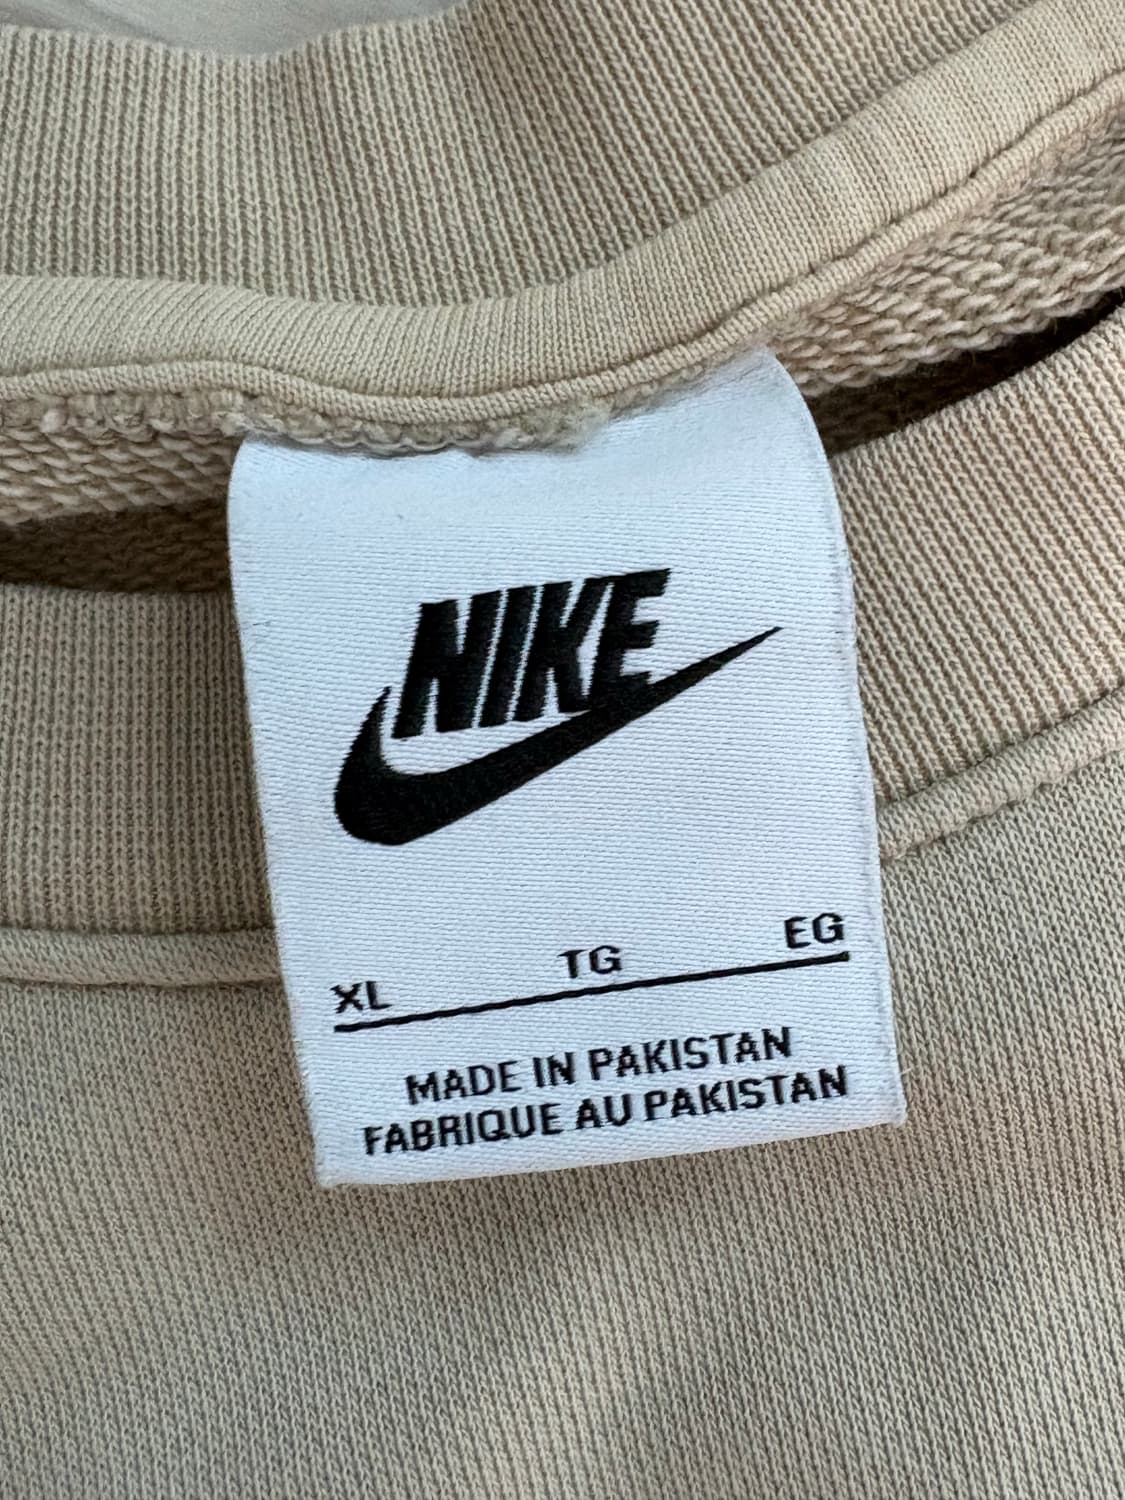 NIKE
XL TG EG
MADE IN PAKISTAN
FABRIQUE AU PAKISTAN